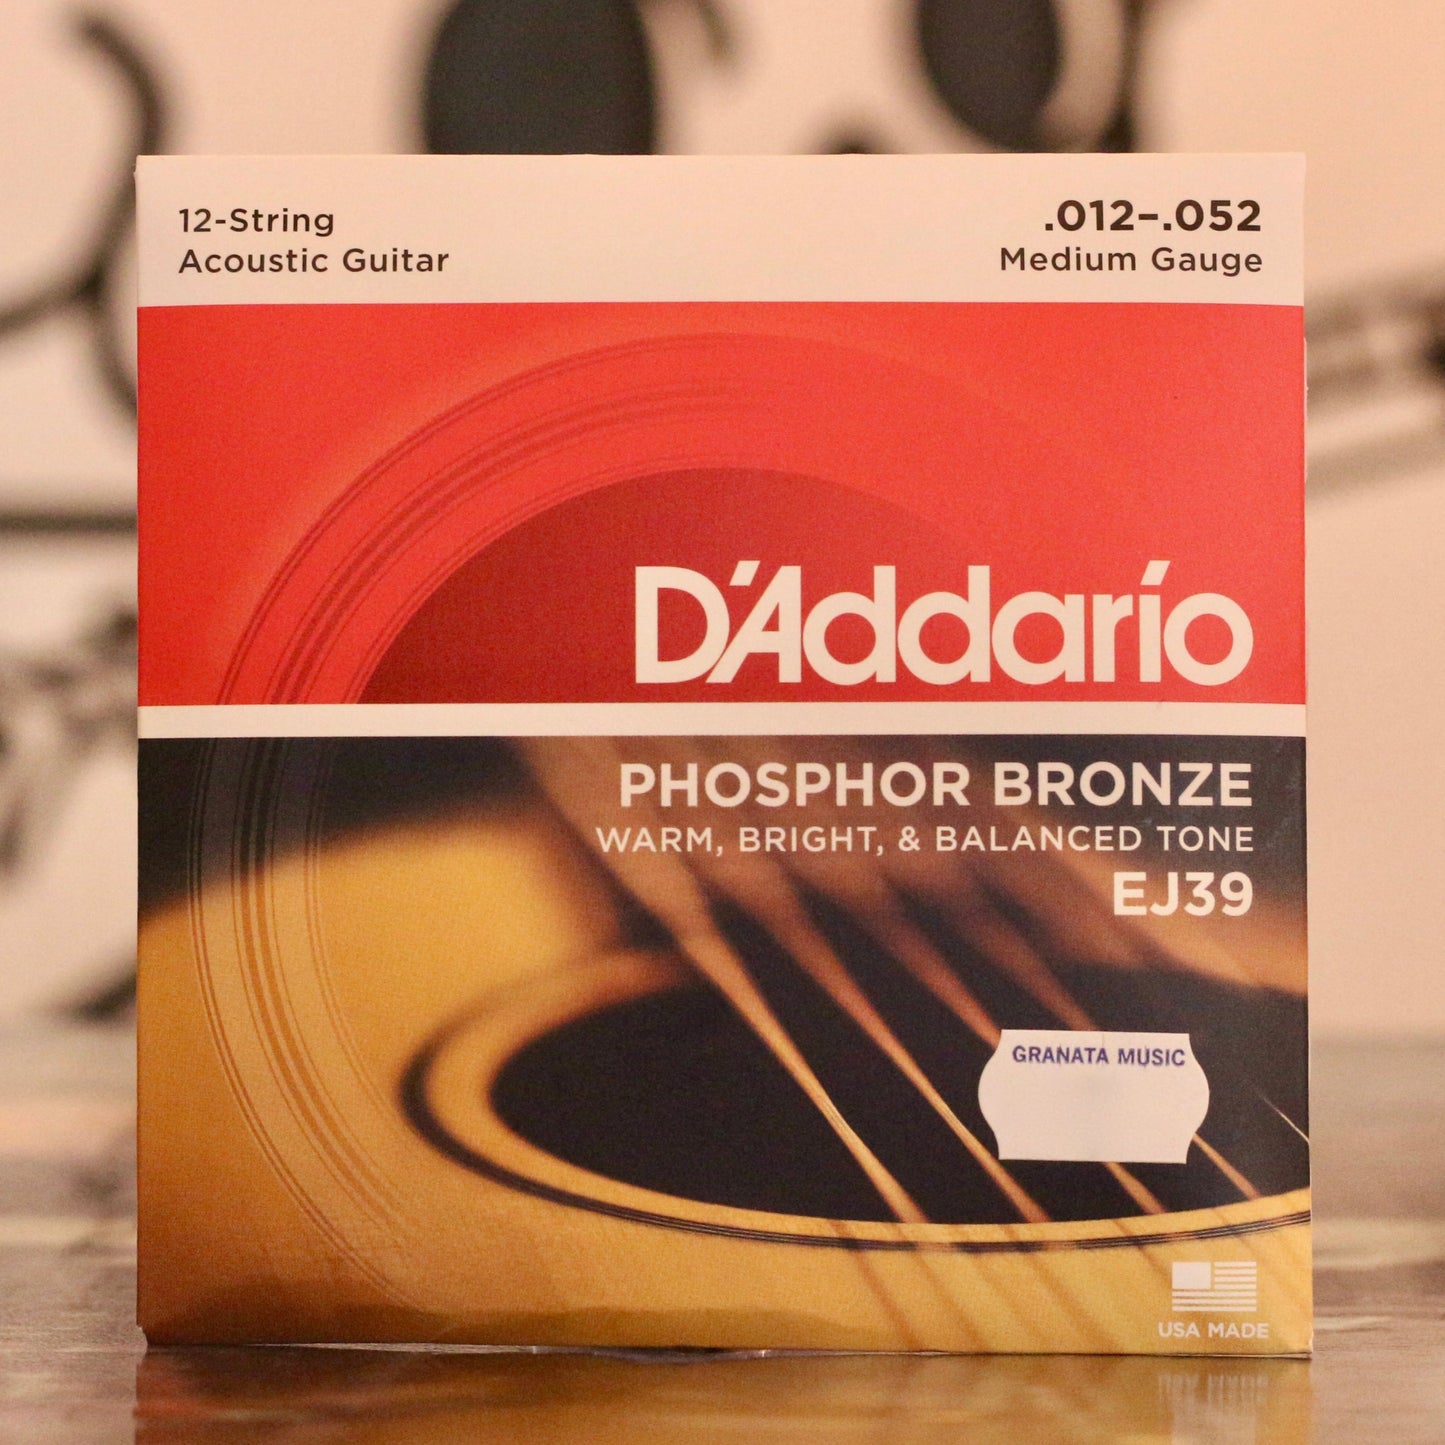 12-String
Acoustic Guitar
.012–.052
Medium Gauge
D'Addario
PHOSPHOR BRONZE
WARM, BRIGHT, & BALANCED TONE
EJ39
GRANATA MUSIC
USA MADE